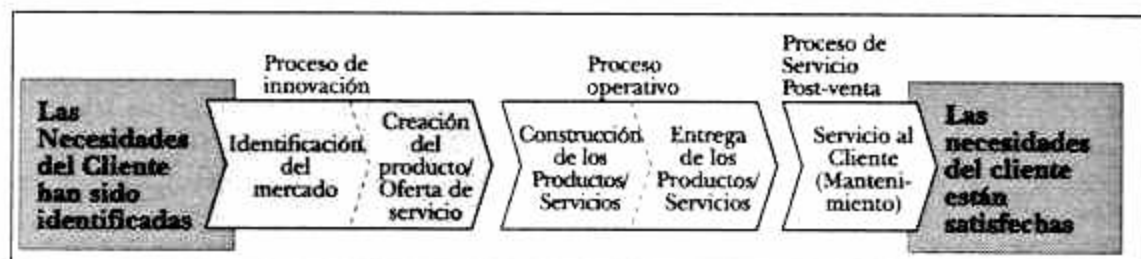 Proceso de
innovación
Proceso
operativo
Proceso de
Servicio
Post-venta
Las
Necesidades
del Cliente
han sido
identificadas
Identificación
del
mercado
Creación
del
producto/
Oferta de
servicio
Construcción
de los
Productos/
Servicios
Entrega
de los
Productos/
Servicios
Servicio al
Cliente
(Manteni-
miento)
Las
necesidades
del cliente
están
satisfechas